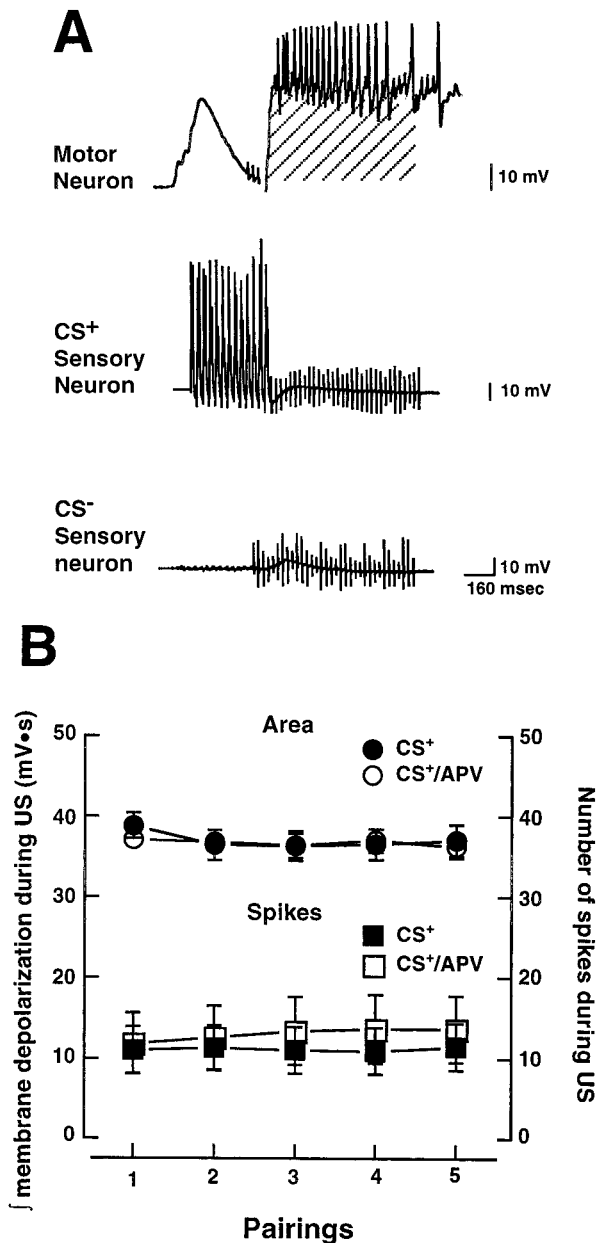 A
Motor
Neuron
10 mV
CS+
Sensory
Neuron
10 mV
CS-
Sensory
neuron
10 mV
160 msec
B
∫ membrane depolarization during US (mV•s)
50
40
30
20
10
0
Area
CS+
CS+/APV
Spikes
CS+
CS+/APV
50
40
30
20
10
0
Number of spikes during US
1 2 3 4 5
Pairings